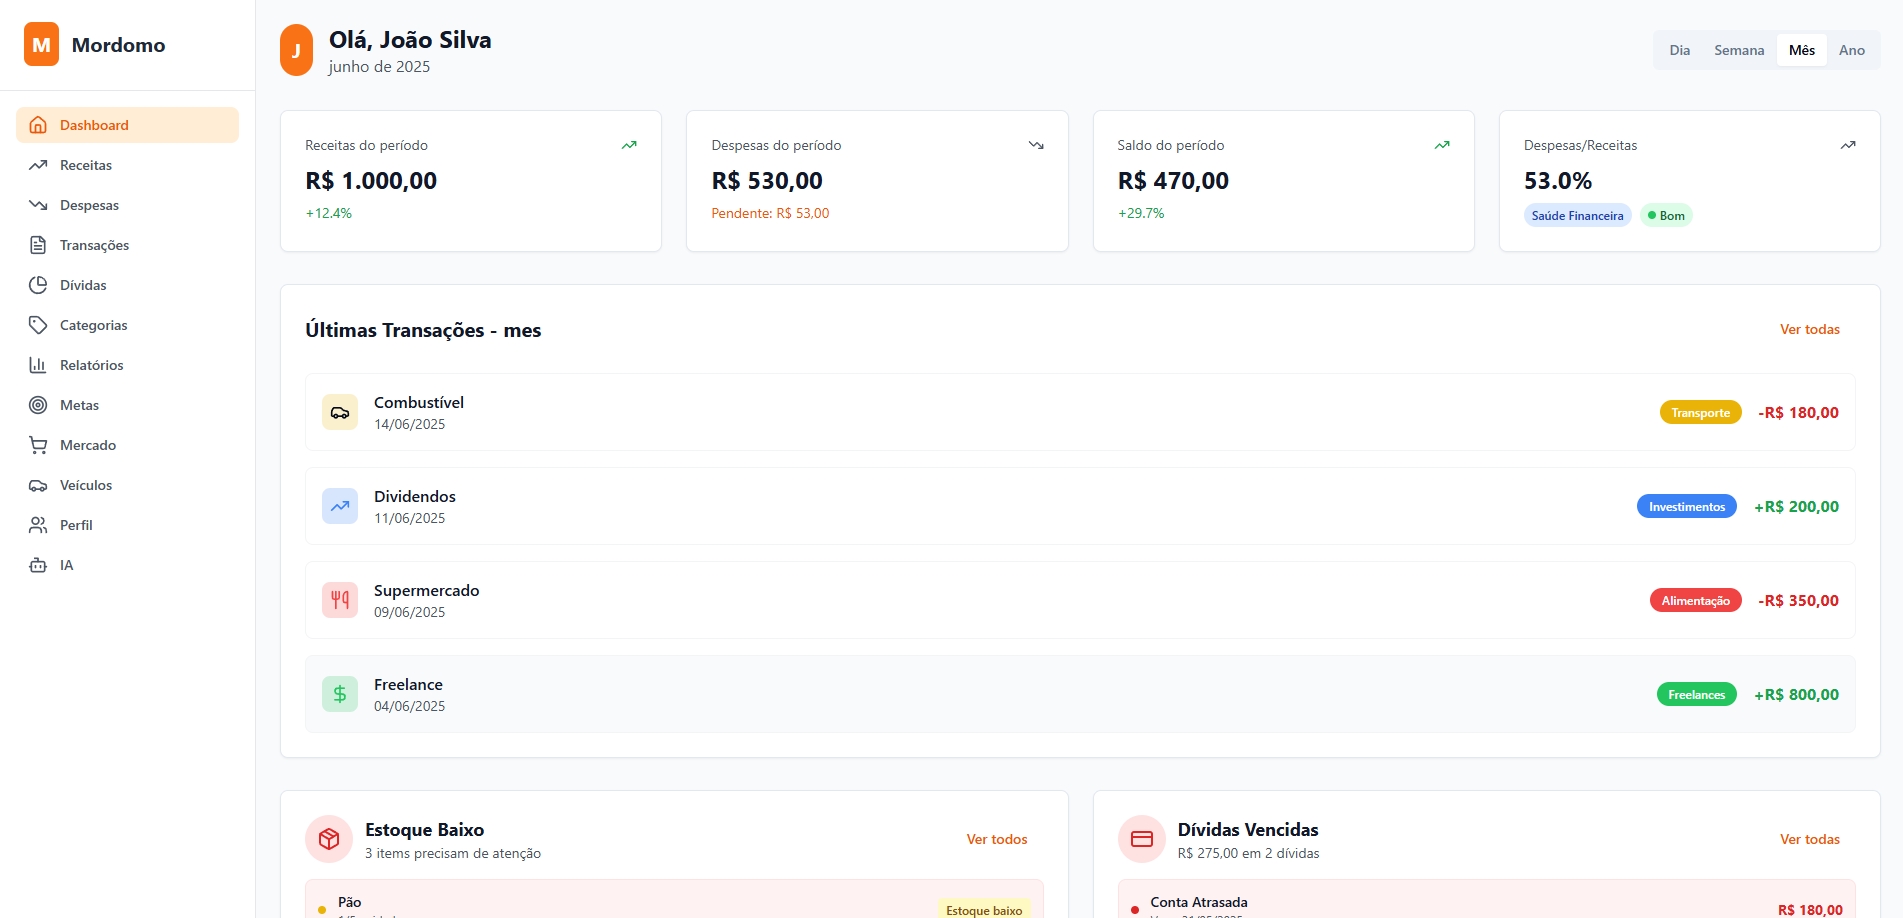 M Mordomo
Dashboard
Receitas
Despesas
Transações
Dívidas
Categorias
Relatórios
Metas
Mercado
Veículos
Perfil
IA
J
Olá, João Silva
junho de 2025
Dia Semana Mês Ano
Receitas do período
R$ 1.000,00
+12.4%
Despesas do período
R$ 530,00
Pendente: R$ 53,00
Saldo do período
R$ 470,00
+29.7%
Despesas/Receitas
53.0%
Saúde Financeira Bom
Últimas Transações - mes
Ver todas
Combustível
14/06/2025
Transporte -R$ 180,00
Dividendos
11/06/2025
Investimentos +R$ 200,00
Supermercado
09/06/2025
Alimentação -R$ 350,00
Freelance
04/06/2025
Freelances +R$ 800,00
Estoque Baixo
3 items precisam de atenção
Ver todos
Pão
Estoque baixo
Dívidas Vencidas
R$ 275,00 em 2 dívidas
Ver todas
Conta Atrasada
R$ 180,00